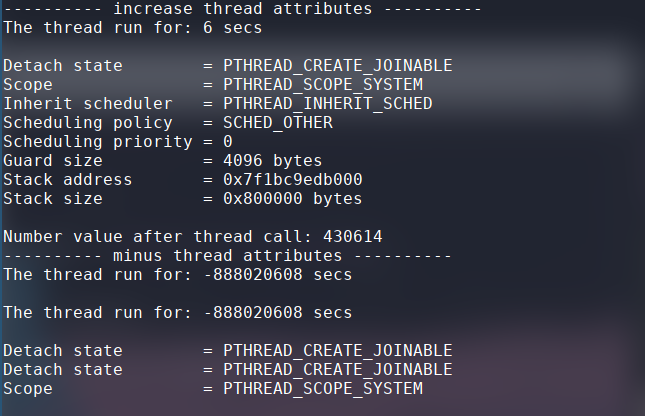 ---------- increase thread attributes ----------
The thread run for: 6 secs
Detach state        = PTHREAD_CREATE_JOINABLE
Scope               = PTHREAD_SCOPE_SYSTEM
Inherit scheduler   = PTHREAD_INHERIT_SCHED
Scheduling policy   = SCHED_OTHER
Scheduling priority = 0
Guard size          = 4096 bytes
Stack address       = 0x7f1bc9edb000
Stack size          = 0x800000 bytes
Number value after thread call: 430614
---------- minus thread attributes ----------
The thread run for: -888020608 secs
The thread run for: -888020608 secs
Detach state        = PTHREAD_CREATE_JOINABLE
Detach state        = PTHREAD_CREATE_JOINABLE
Scope               = PTHREAD_SCOPE_SYSTEM